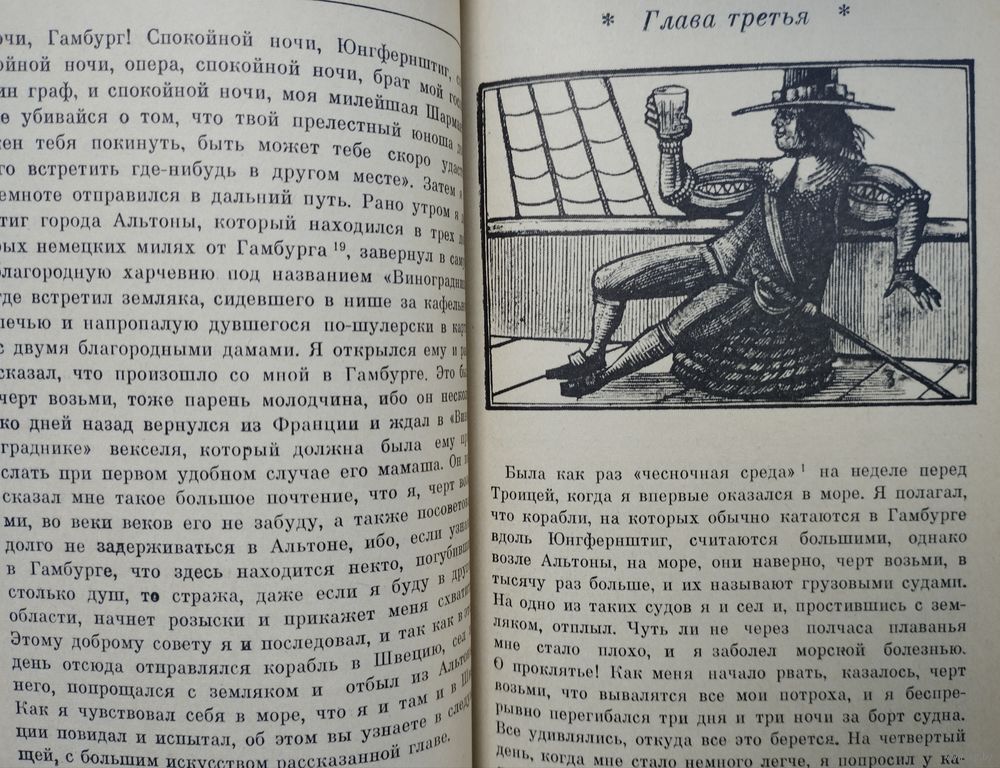 очи, Гамбург! Спокойной ночи, Юнгфернштиг,
ойной ночи, опера, спокойной ночи, брат мой
ин граф, и спокойной ночи, моя милейшая
е убивайся о том, что твой прелестный юноша
жен тебя покинуть, быть может тебе скоро
го встретить где-нибудь в другом месте». Затем я
емноте отправился в дальний путь. Рано утром я
тиг города Альтоны, который находился в трех
ых немецких милях от Гамбурга 19, завернул в
лагородную харчевню под названием
где встретил земляка, сидевшего в нише за
печью и напропалую дувшегося по-шулерски в
с двумя благородными дамами. Я открылся ему и
сказал, что произошло со мной в Гамбурге. Это
черт возьми, тоже парень молодчина, ибо он
ко дней назад вернулся из Франции и ждал в
граднике» векселя, который должна была ему
слать при первом удобном случае его мамаша. Он
сказал мне такое большое почтение, что я, черт
ми, во веки веков его не забуду, а также
долго не задерживаться в Альтоне, ибо, если
в Гамбурге, что здесь находится некто,
столько душ, то стража, даже если я буду в
области, начнет розыски и прикажет меня
Этому доброму совету я и последовал, и так как в
день отсюда отправлялся корабль в Швецию, сел
него, попрощался с земляком и отбыл из
Как я чувствовал себя в море, что я и там и в
ции повидал и испытал, об этом вы узнаете в
щей, с большим искусством рассказанной главе.
* Глава третья *
Была как раз «чесночная среда» 1 на неделе перед
Троицей, когда я впервые оказался в море. Я полагал,
что корабли, на которых обычно катаются в Гамбурге
вдоль Юнгфернштиг, считаются большими, однако
возле Альтоны, на море, они наверно, черт возьми, в
тысячу раз больше, и их называют грузовыми судами.
На одно из таких судов я и сел и, простившись с зем-
ляком, отплыл. Чуть ли не через полчаса плаванья
мне стало плохо, и я заболел морской болезнью.
О проклятье! Как меня начало рвать, казалось, черт
возьми, что вывалятся все мои потроха, и я беспре-
рывно перегибался три дня и три ночи за борт судна.
Все удивлялись, откуда все это берется. На четвертый
день, когда мне стало немного легче, я попросил у ка-